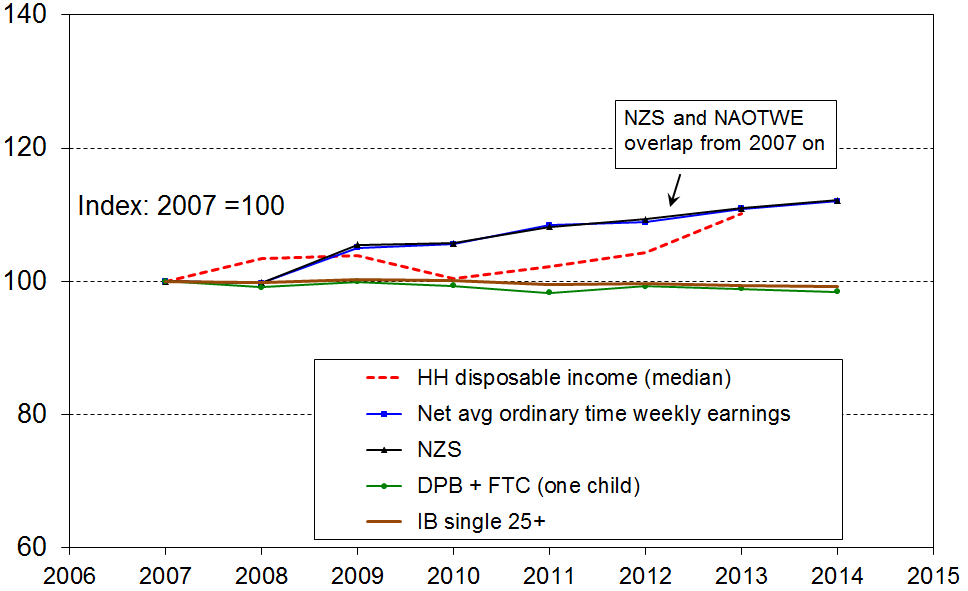 140
120
100
80
60
NZS and NAOTWE
overlap from 2007 on
Index: 2007 =100
HH disposable income (median)
Net avg ordinary time weekly earnings
NZS
DPB + FTC (one child)
IB single 25+
2006 2007 2008 2009 2010 2011 2012 2013 2014 2015